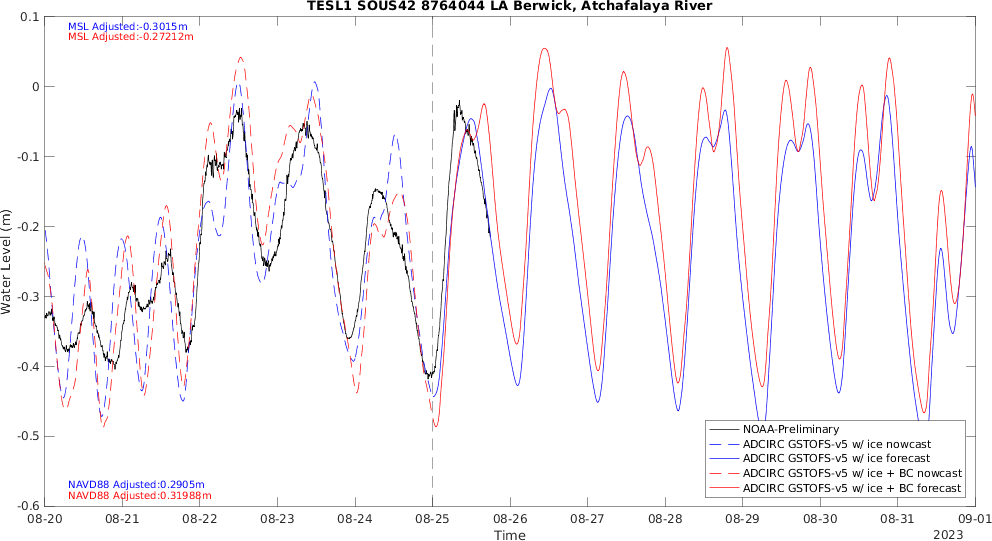 TESL1 SOUS42 8764044 LA Berwick, Atchafalaya River
MSL Adjusted:-0.3015m
MSL Adjusted:-0.27212m
0.1
0
-0.1
-0.2
-0.3
-0.4
-0.5
-0.6
Water Level (m)
NOAA-Preliminary
ADCIRC GSTOFS-v5 w/ ice nowcast
ADCIRC GSTOFS-v5 w/ ice forecast
ADCIRC GSTOFS-v5 w/ ice + BC nowcast
ADCIRC GSTOFS-v5 w/ ice + BC forecast
NAVD88 Adjusted:0.2905m
NAVD88 Adjusted:0.31988m
08-20 08-21 08-22 08-23 08-24 08-25 08-26 08-27 08-28 08-29 08-30 08-31 09-01
Time
2023